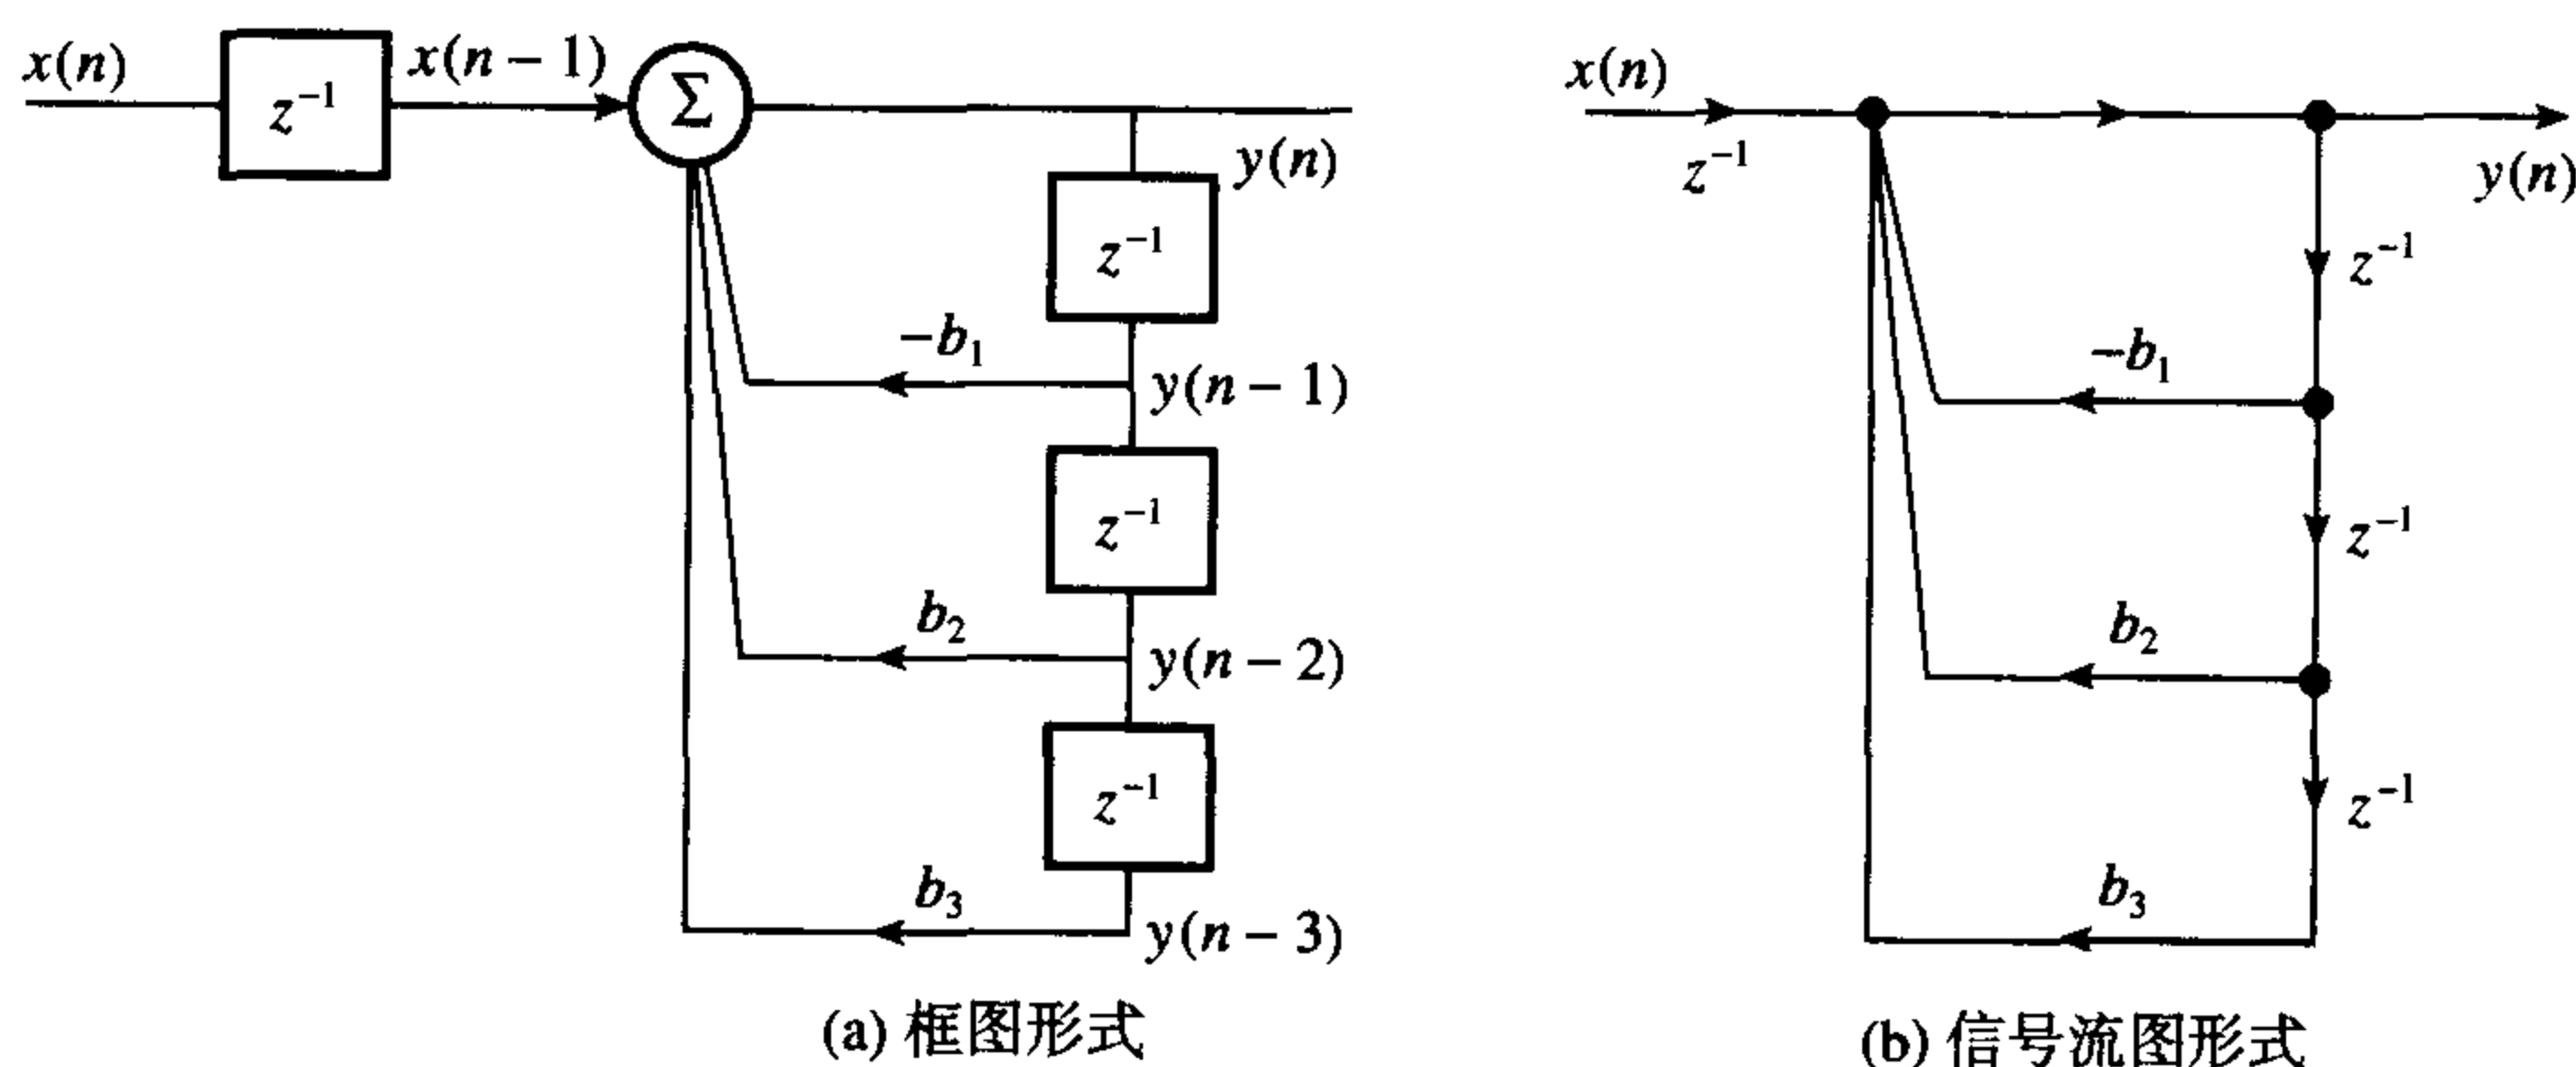 x(n)
z⁻¹
x(n − 1)
Σ
y(n)
z⁻¹
−b₁
y(n − 1)
z⁻¹
b₂
y(n − 2)
z⁻¹
b₃
y(n − 3)
(a) 框图形式
x(n)
z⁻¹
y(n)
z⁻¹
−b₁
z⁻¹
b₂
z⁻¹
b₃
(b) 信号流图形式